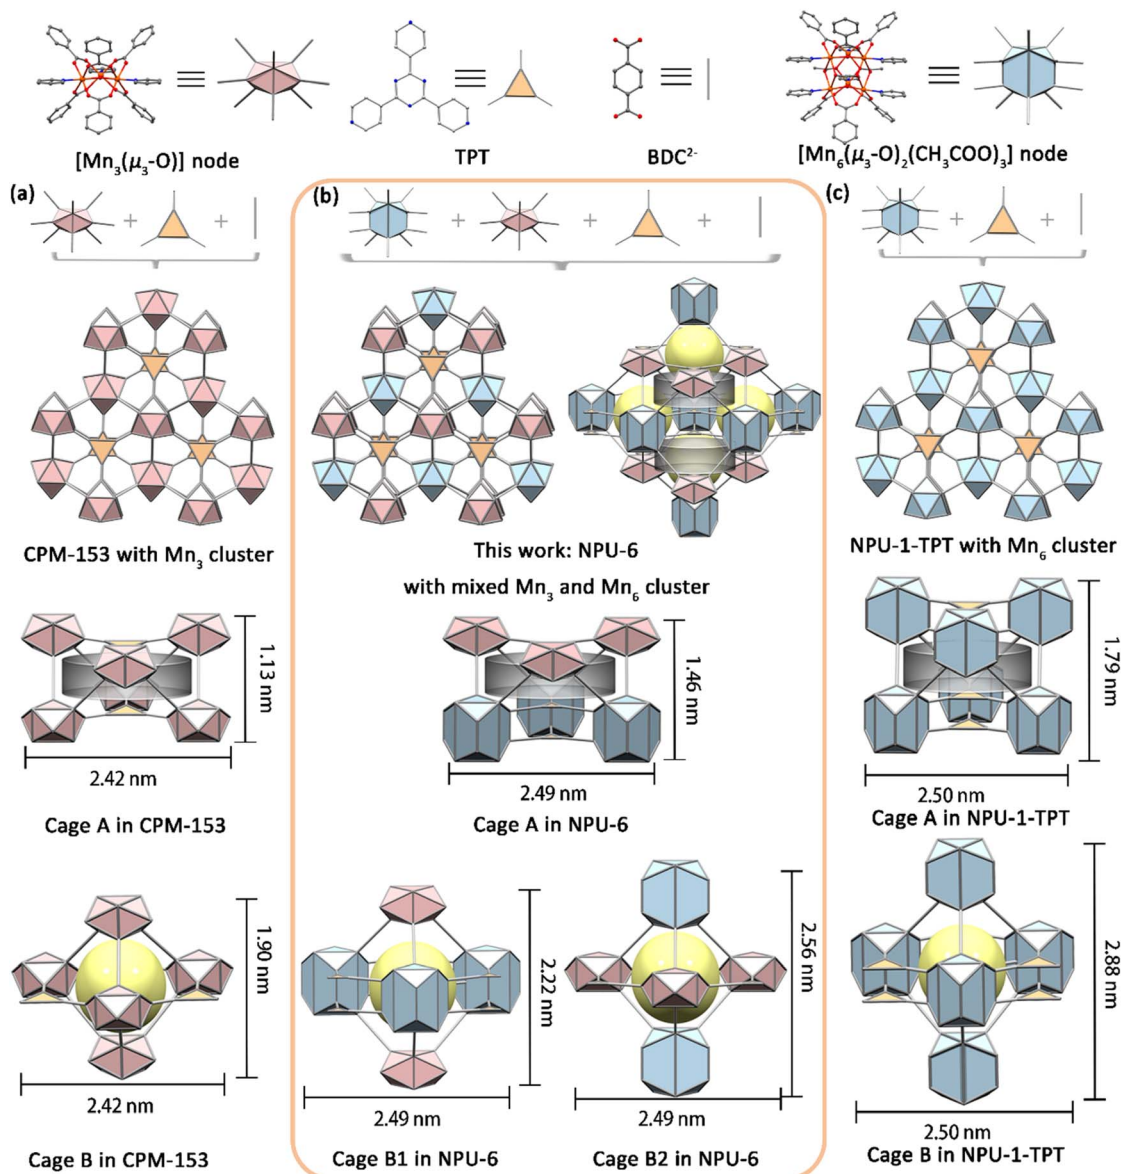 [Mn₃(μ₃-O)] node
TPT
BDC²⁻
[Mn₆(μ₃-O)₂(CH₃COO)₃] node
(a)
(b)
(c)
+ +
+ + +
+ +
CPM-153 with Mn₃ cluster
This work: NPU-6
with mixed Mn₃ and Mn₆ cluster
NPU-1-TPT with Mn₆ cluster
1.13 nm
2.42 nm
Cage A in CPM-153
1.46 nm
2.49 nm
Cage A in NPU-6
1.79 nm
2.50 nm
Cage A in NPU-1-TPT
1.90 nm
2.42 nm
Cage B in CPM-153
2.22 nm
2.49 nm
Cage B1 in NPU-6
2.56 nm
2.49 nm
Cage B2 in NPU-6
2.88 nm
2.50 nm
Cage B in NPU-1-TPT